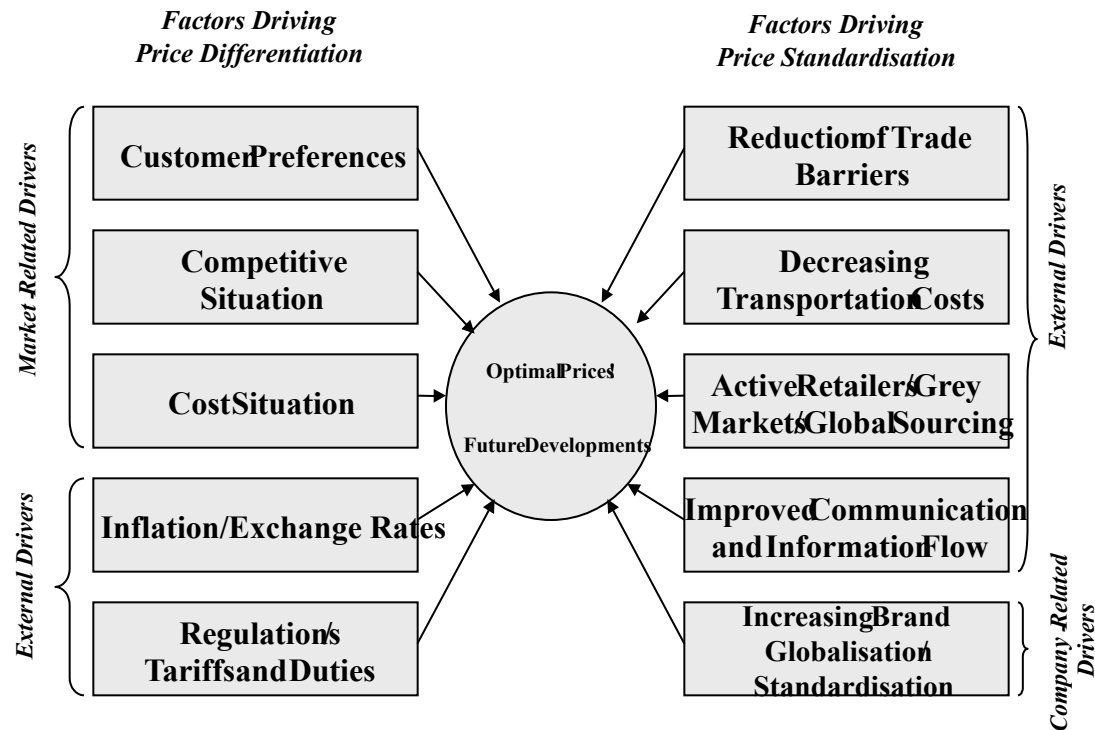 Factors Driving
Price Differentiation
Factors Driving
Price Standardisation
Market-Related Drivers
Customer Preferences
Competitive
Situation
Cost Situation
External Drivers
Inflation/Exchange Rates
Regulations/
Tariffs and Duties
Optimal Prices/
Future Developments
Reduction of Trade
Barriers
Decreasing
Transportation Costs
Active Retailers/Grey
Markets/Global Sourcing
Improved Communication
and Information Flow
External Drivers
Increasing Brand
Globalisation/
Standardisation
Company-Related
Drivers